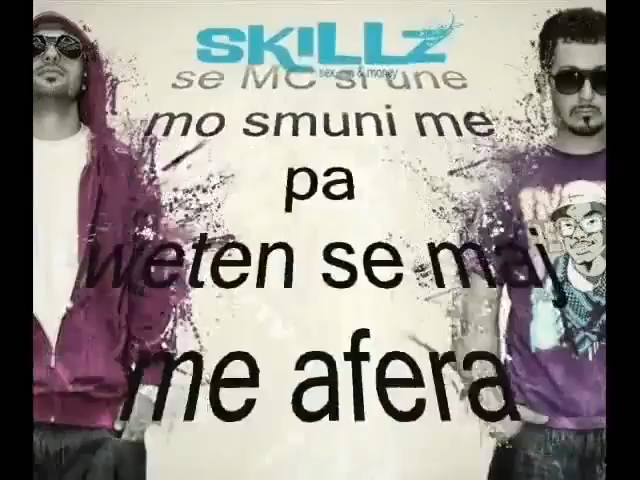 SKILLZ
se MC si une
mo smuni me
pa
weten se maj
me afera